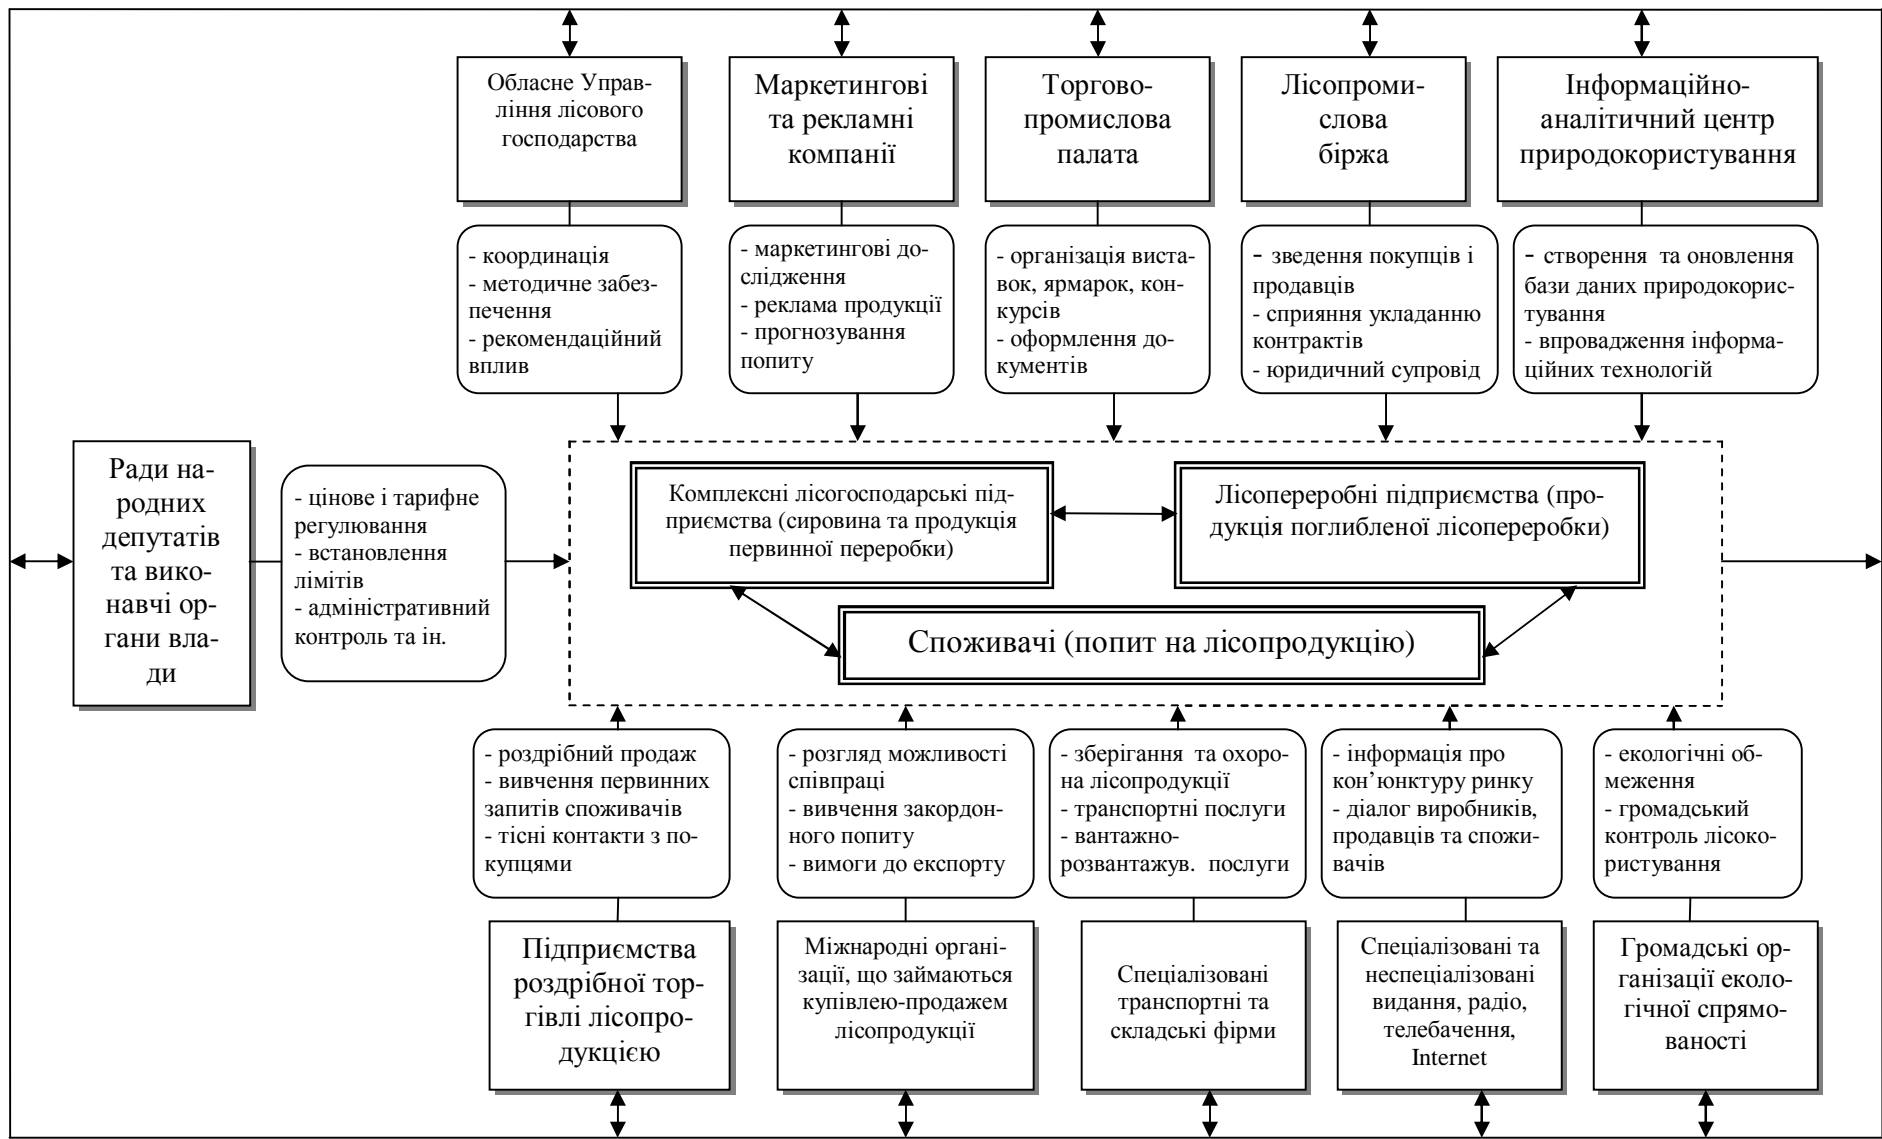 Обласне Управ-
ління лісового
господарства
Маркетингові
та рекламні
компанії
Торгово-
промислова
палата
Лісопроми-
слова
біржа
Інформаційно-
аналітичний центр
природокористування
- координація
- методичне забез-
печення
- рекомендаційний
вплив
- маркетингові до-
слідження
- реклама продукції
- прогнозування
попиту
- організація виста-
вок, ярмарок, кон-
курсів
- оформлення до-
кументів
- зведення покупців і
продавців
- сприяння укладанню
контрактів
- юридичний супровід
- створення та оновлення
бази даних природокорис-
тування
- впровадження інформа-
ційних технологій
Ради на-
родних
депутатів
та вико-
навчі ор-
гани вла-
ди
- цінове і тарифне
регулювання
- встановлення
лімітів
- адміністративний
контроль та ін.
Комплексні лісогосподарські під-
приємства (сировина та продукція
первинної переробки)
Лісопереробні підприємства (про-
дукція поглибленої лісопереробки)
Споживачі (попит на лісопродукцію)
- роздрібний продаж
- вивчення первинних
запитів споживачів
- тісні контакти з по-
купцями
- розгляд можливості
співпраці
- вивчення закордон-
ного попиту
- вимоги до експорту
- зберігання та охоро-
на лісопродукції
- транспортні послуги
- вантажно-
розвантажув. послуги
- інформація про
кон’юнктуру ринку
- діалог виробників,
продавців та спожи-
вачів
- екологічні об-
меження
- громадський
контроль лісоко-
ристування
Підприємства
роздрібної тор-
гівлі лісопро-
дукцією
Міжнародні органі-
зації, що займаються
купівлею-продажем
лісопродукції
Спеціалізовані
транспортні та
складські фірми
Спеціалізовані та
неспеціалізовані
видання, радіо,
телебачення,
Internet
Громадські ор-
ганізації еколо-
гічної спрямо-
ваності